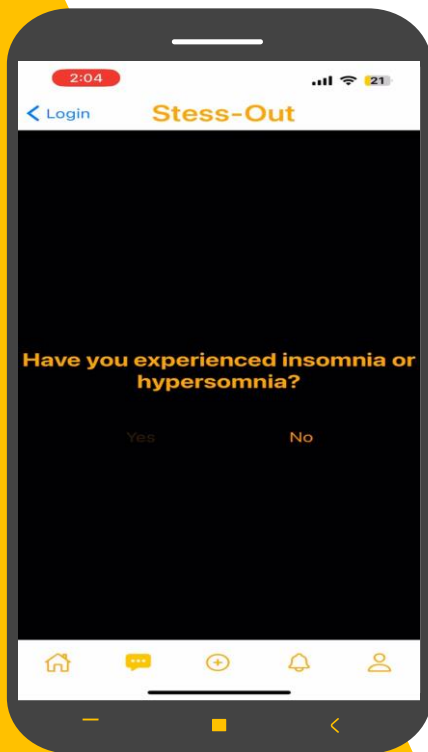 2:04
21
Login
Stess-Out
Have you experienced insomnia or
hypersomnia?
Yes
No